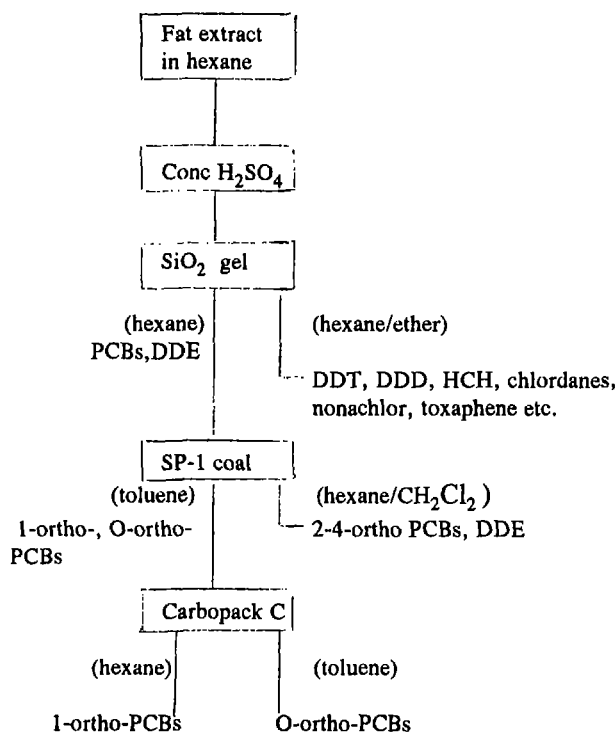 Fat extract
in hexane
Conc H₂SO₄
SiO₂ gel
(hexane)
PCBs,DDE
(hexane/ether)
DDT, DDD, HCH, chlordanes,
nonachlor, toxaphene etc.
SP-1 coal
(toluene)
1-ortho-, O-ortho-
PCBs
(hexane/CH₂Cl₂)
2-4-ortho PCBs, DDE
Carbopack C
(hexane)
(toluene)
1-ortho-PCBs
O-ortho-PCBs